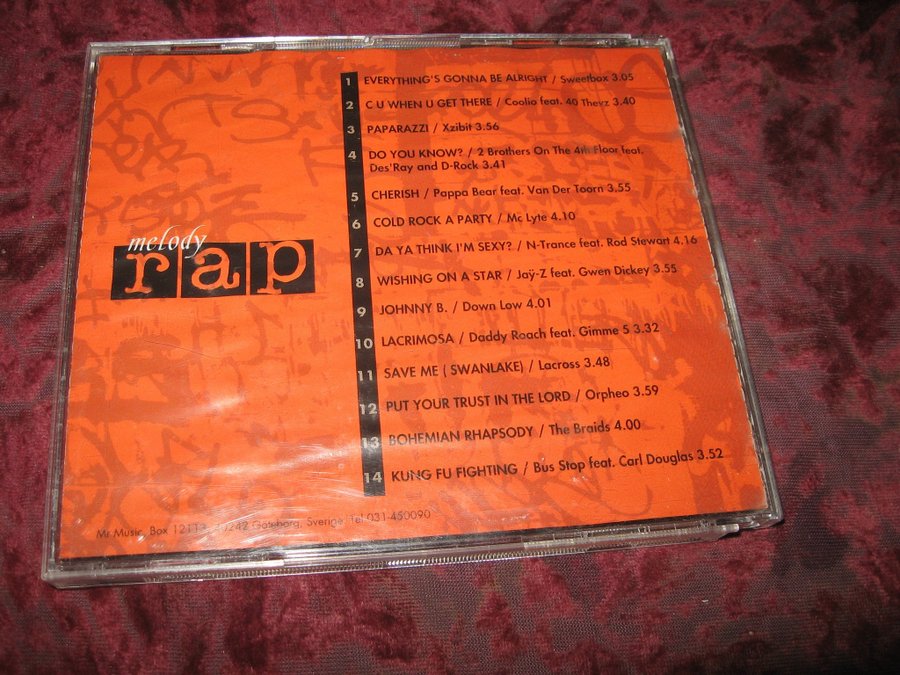 melody
rap
1 EVERYTHING'S GONNA BE ALRIGHT / Sweetbox 3.05
2 C U WHEN U GET THERE / Coolio feat. 40 Thevz 3.40
3 PAPARAZZI / Xzibit 3.56
4 DO YOU KNOW? / 2 Brothers On The 4th Floor feat.
Des'Ray and D-Rock 3.41
5 CHERISH / Pappa Bear feat. Van Der Toorn 3.55
6 COLD ROCK A PARTY / Mc Lyte 4.10
7 DA YA THINK I'M SEXY? / N-Trance feat. Rod Stewart 4.16
8 WISHING ON A STAR / Jaÿ-Z feat. Gwen Dickey 3.55
9 JOHNNY B. / Down Low 4.01
10 LACRIMOSA / Daddy Roach feat. Gimme 5 3.32
11 SAVE ME ( SWANLAKE) / Lacross 3.48
12 PUT YOUR TRUST IN THE LORD / Orpheo 3.59
13 BOHEMIAN RHAPSODY / The Braids 4.00
14 KUNG FU FIGHTING / Bus Stop feat. Carl Douglas 3.52
Mr Music, Box 12113, 40242 Göteborg, Sverige, Tel 031-450090